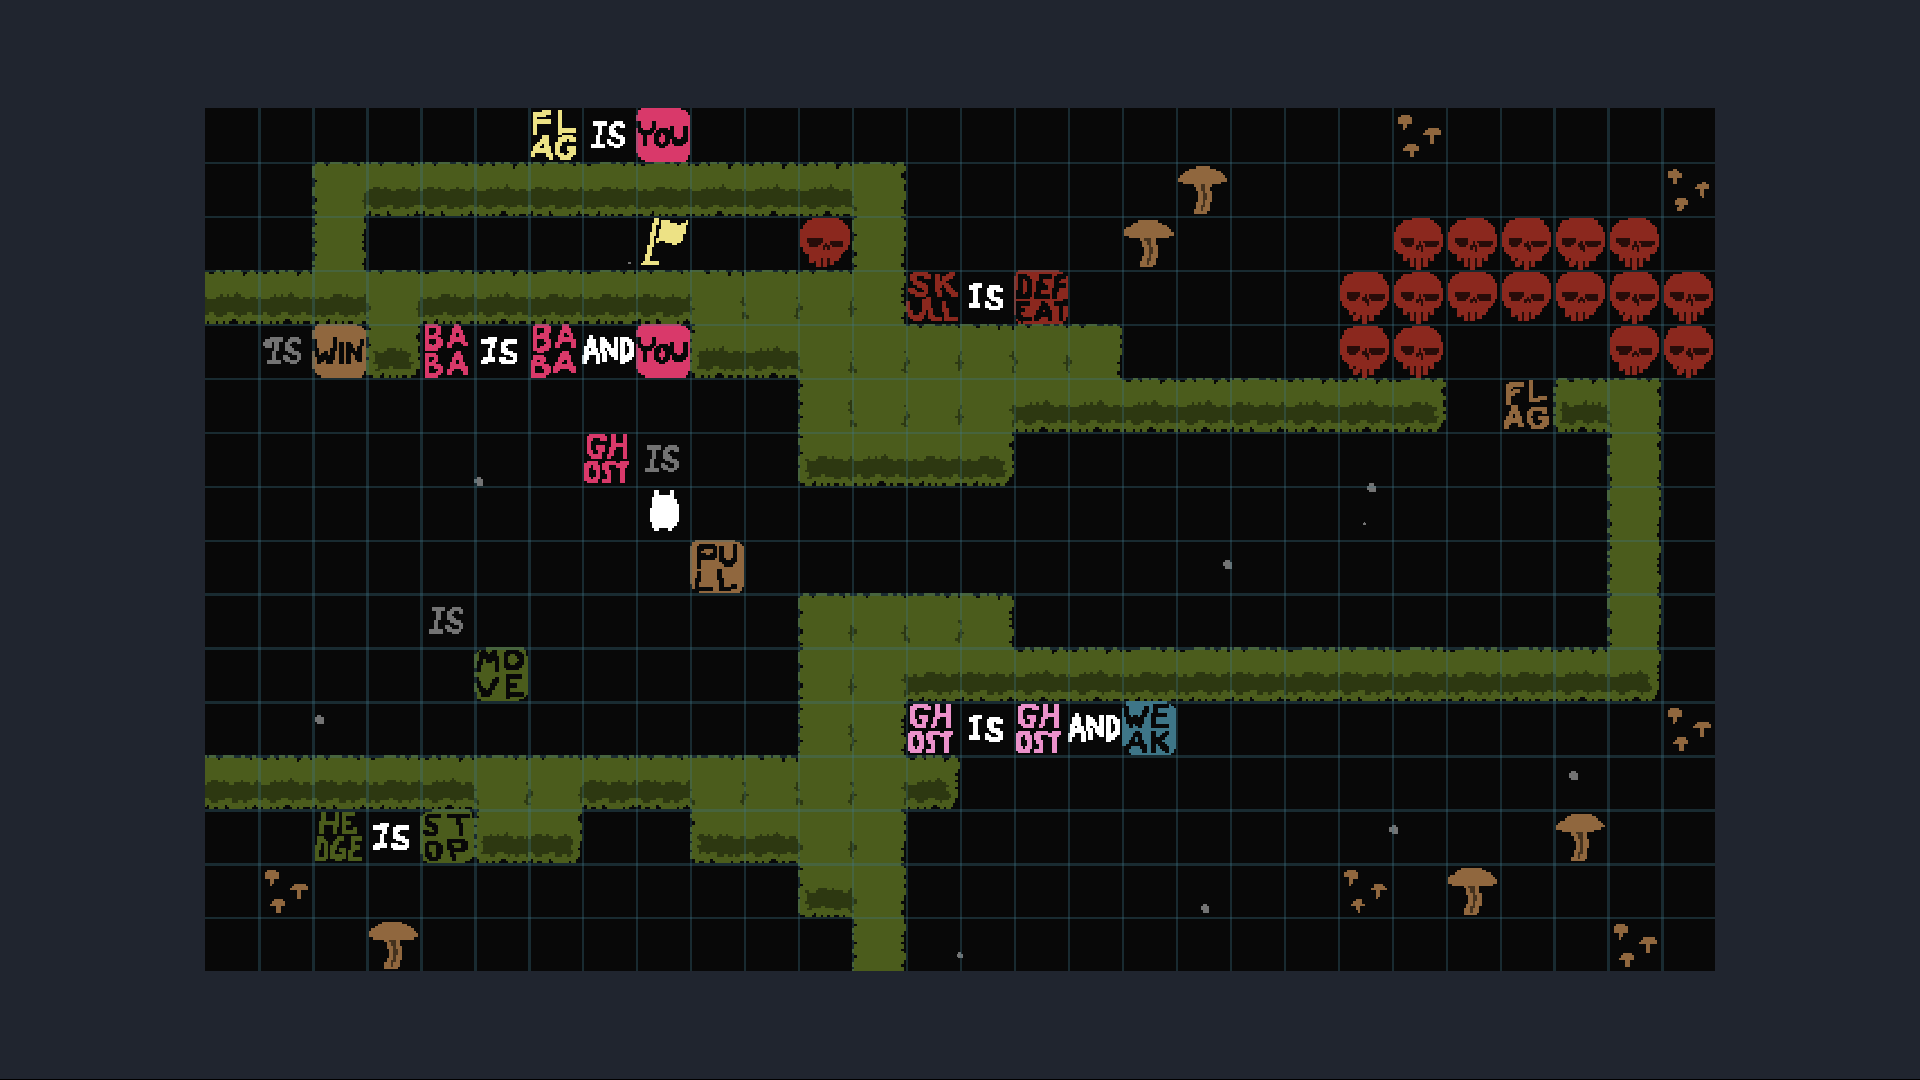 FLAG IS YOU
SKULL IS DEFEAT
IS WIN BABA IS BABA AND YOU
FLAG
GHOST IS
PULL
IS
MOVE
GHOST IS GHOST AND WEAK
HEDGE IS STOP